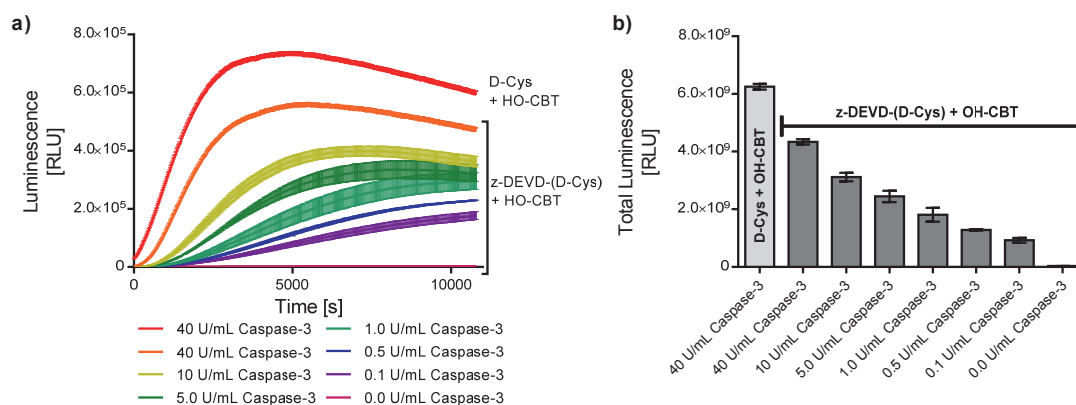 a)
Luminescence
[RLU]
8.0×10⁵
6.0×10⁵
4.0×10⁵
2.0×10⁵
0
0
5000
10000
Time [s]
D-Cys
+ HO-CBT
z-DEVD-(D-Cys)
+ HO-CBT
40 U/mL Caspase-3
40 U/mL Caspase-3
10 U/mL Caspase-3
5.0 U/mL Caspase-3
1.0 U/mL Caspase-3
0.5 U/mL Caspase-3
0.1 U/mL Caspase-3
0.0 U/mL Caspase-3
b)
Total Luminescence
[RLU]
8.0×10⁹
6.0×10⁹
4.0×10⁹
2.0×10⁹
0
D-Cys + OH-CBT
z-DEVD-(D-Cys) + OH-CBT
40 U/mL Caspase-3
40 U/mL Caspase-3
10 U/mL Caspase-3
5.0 U/mL Caspase-3
1.0 U/mL Caspase-3
0.5 U/mL Caspase-3
0.1 U/mL Caspase-3
0.0 U/mL Caspase-3